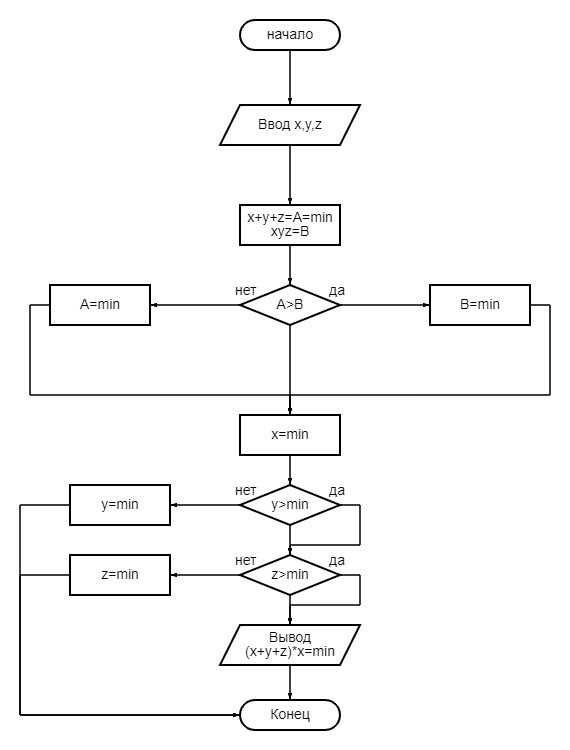 начало
Ввод x,y,z
x+y+z=A=min
xyz=B
нет
да
A=min
A>B
B=min
x=min
нет
да
y=min
y>min
нет
да
z=min
z>min
Вывод
(x+y+z)*x=min
Конец